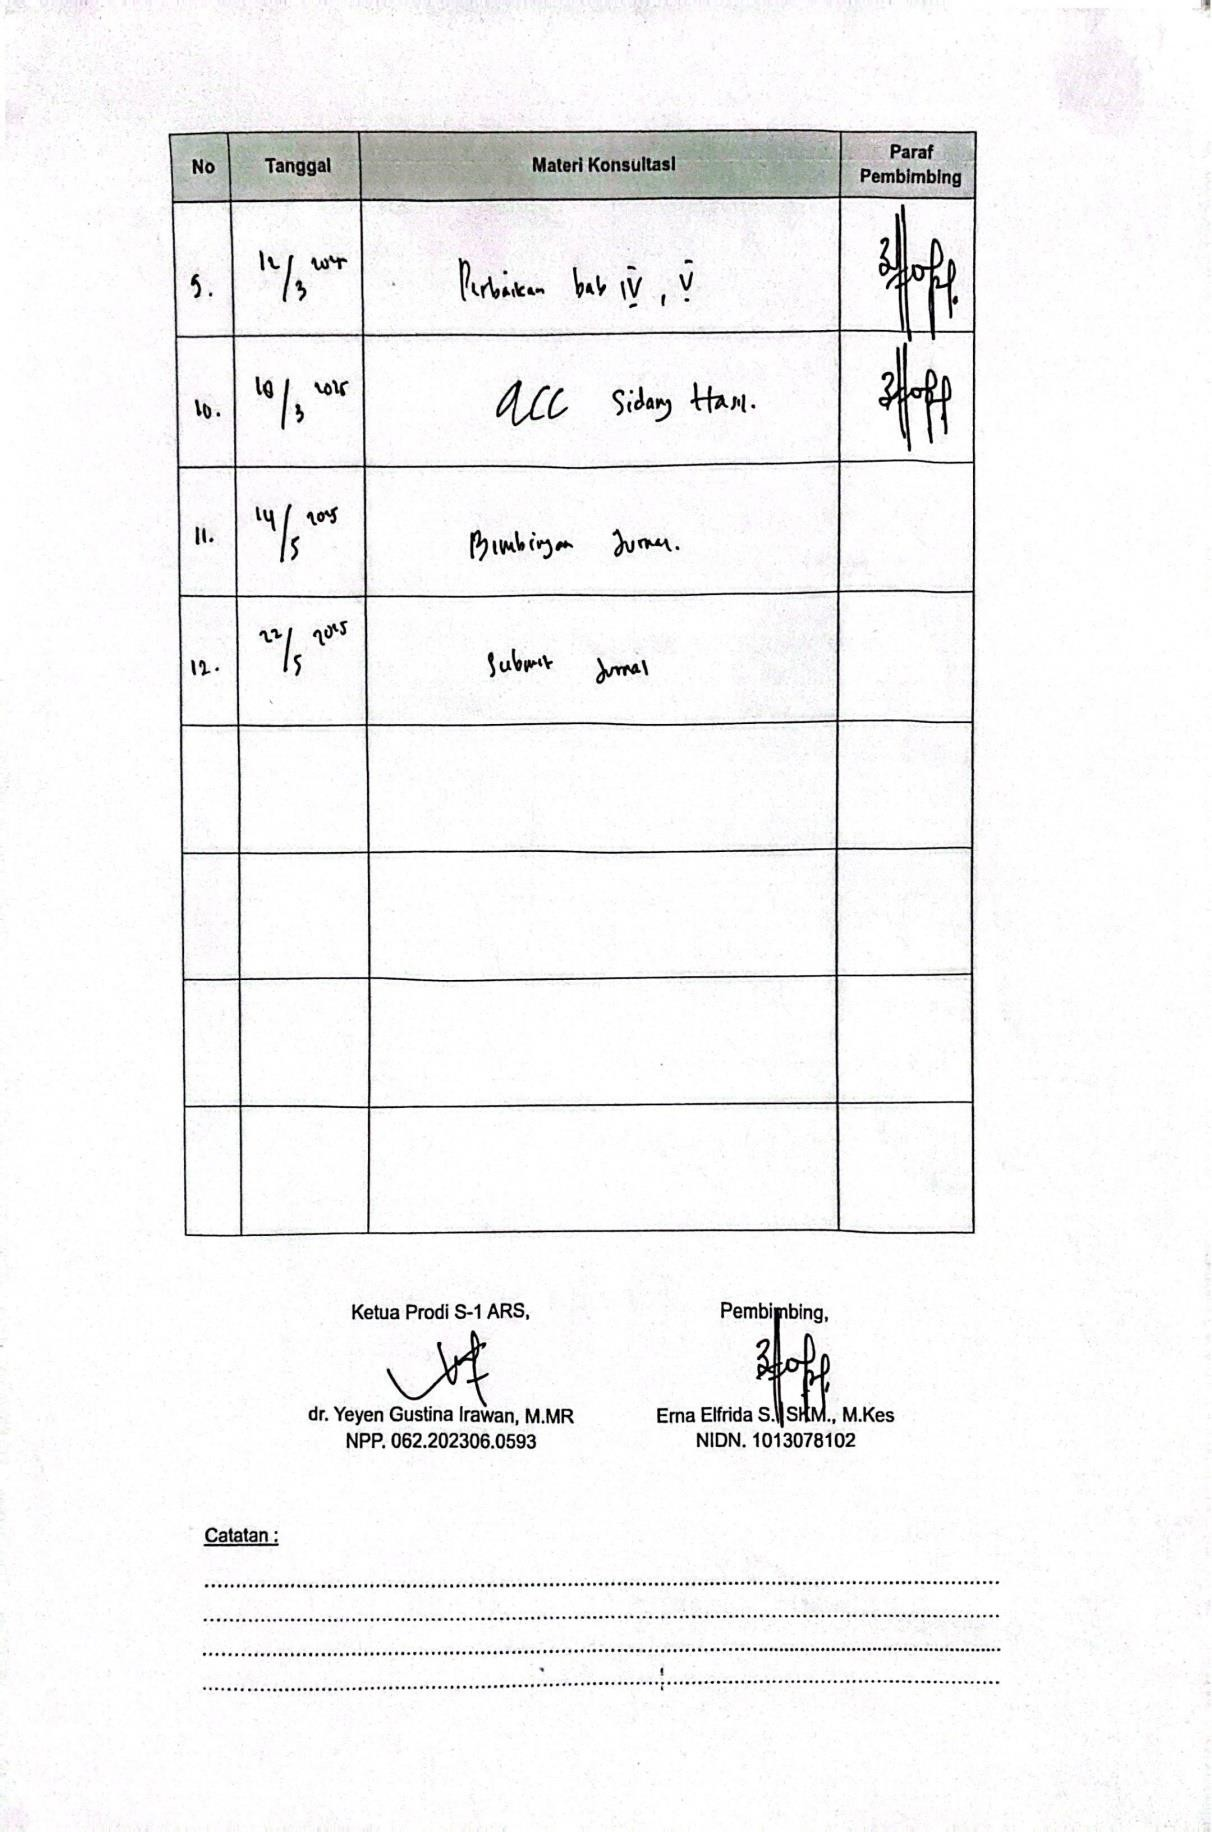 No Tanggal Materi Konsultasi Paraf Pembimbing
9. 12/3 Perbaikan bab IV, V
10. 18/3 2025 acc Sidang Hasil.
11. 14/5 2025 Bimbingan Jurnal.
12. 22/5 2025 Submit Jurnal
Ketua Prodi S-1 ARS, Pembimbing,
dr. Yeyen Gustina Irawan, M.MR Erna Elfrida S., SKM., M.Kes
NPP. 062.202306.0593 NIDN. 1013078102
Catatan :